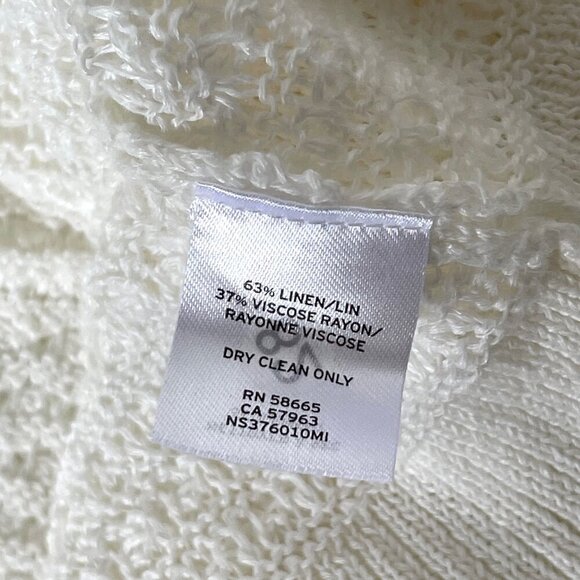 63% LINEN/LIN
37% VISCOSE RAYON/
RAYONNE VISCOSE
DRY CLEAN ONLY
RN 58665
CA 57963
NS376010MI